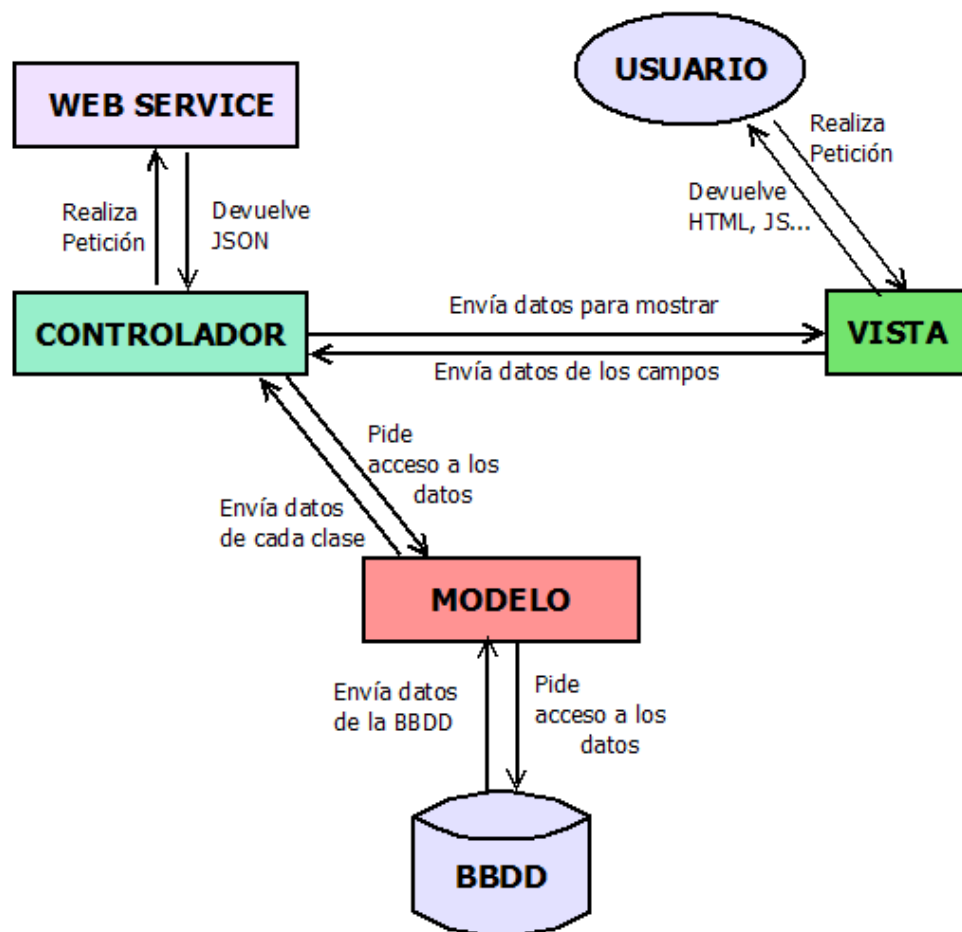 USUARIO
WEB SERVICE
Realiza
Petición
Devuelve
HTML, JS...
Realiza
Petición
Devuelve
JSON
CONTROLADOR
Envía datos para mostrar
VISTA
Envía datos de los campos
Pide
acceso a los
datos
Envía datos
de cada clase
MODELO
Envía datos
de la BBDD
Pide
acceso a los
datos
BBDD